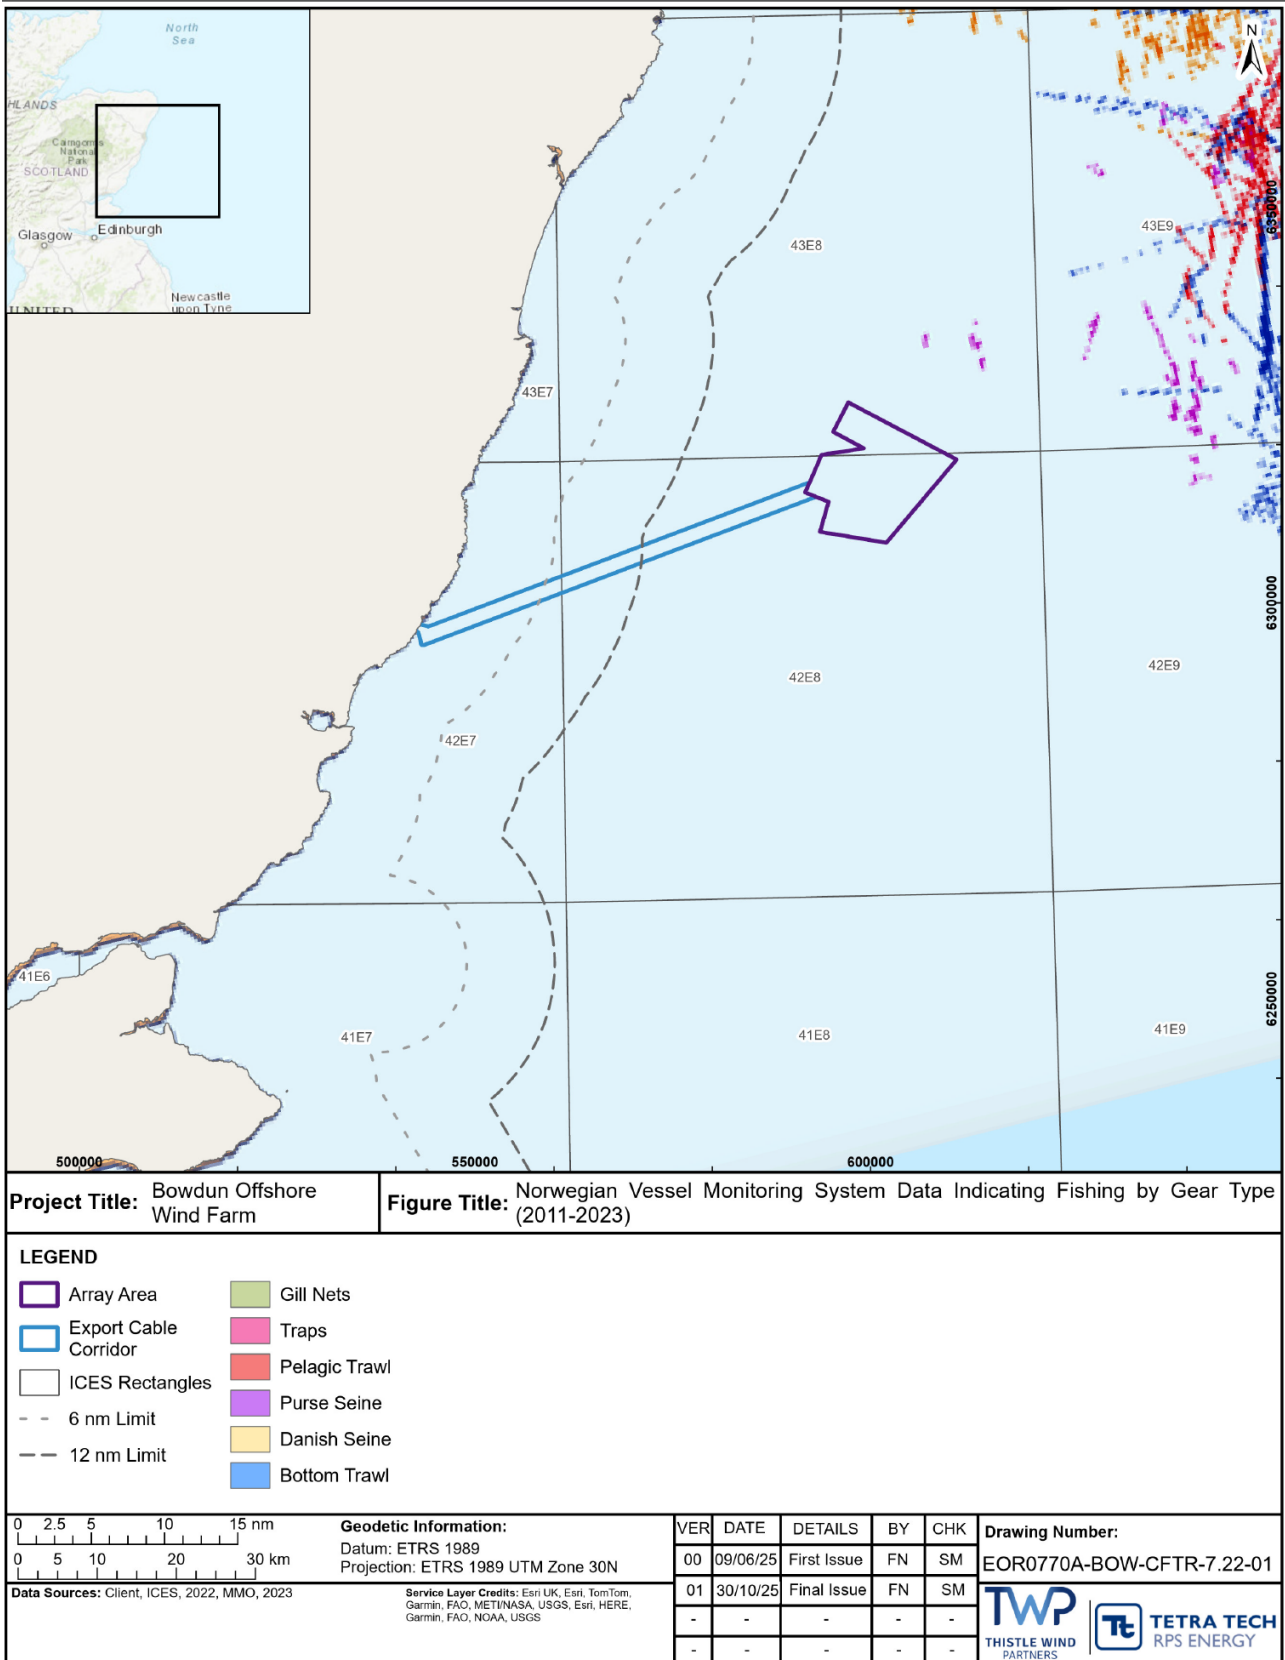 North
Sea
HLANDS
Cairngorms
National
Park
SCOTLAND
Glasgow
Edinburgh
Newcastle
upon Tyne
UNITED
N
43E8
43E9
43E7
42E8
42E9
42E7
41E6
41E7
41E8
41E9
6350000
6300000
6250000
500000
550000
600000
Project Title: Bowdun Offshore
Wind Farm
Figure Title: Norwegian Vessel Monitoring System Data Indicating Fishing by Gear Type
(2011-2023)
LEGEND
Array Area
Export Cable
Corridor
ICES Rectangles
6 nm Limit
12 nm Limit
Gill Nets
Traps
Pelagic Trawl
Purse Seine
Danish Seine
Bottom Trawl
0 2.5 5 10 15 nm
0 5 10 20 30 km
Geodetic Information:
Datum: ETRS 1989
Projection: ETRS 1989 UTM Zone 30N
Data Sources: Client, ICES, 2022, MMO, 2023
Service Layer Credits: Esri UK, Esri, TomTom,
Garmin, FAO, METI/NASA, USGS, Esri, HERE,
Garmin, FAO, NOAA, USGS
VER DATE DETAILS BY CHK
00 09/06/25 First Issue FN SM
01 30/10/25 Final Issue FN SM
- - - - -
- - - - -
Drawing Number:
EOR0770A-BOW-CFTR-7.22-01
TWP
THISTLE WIND
PARTNERS
Tt
TETRA TECH
RPS ENERGY